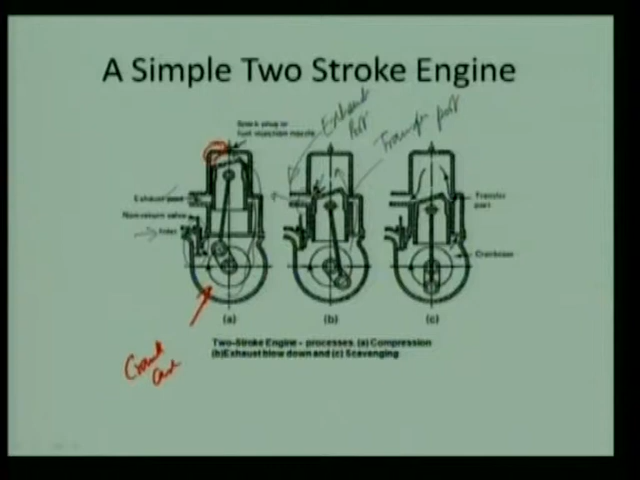 A Simple Two Stroke Engine
Exhaust
Port
Transfer port
Spark plug or
fuel injection nozzle
Exhaust port
Non-return valve
Inlet
Transfer
port
Crankcase
(a)
(b)
(c)
Two-Stroke Engine - processes. (a) Compression
(b)Exhaust blow down and (c) Scavenging
Crank
case